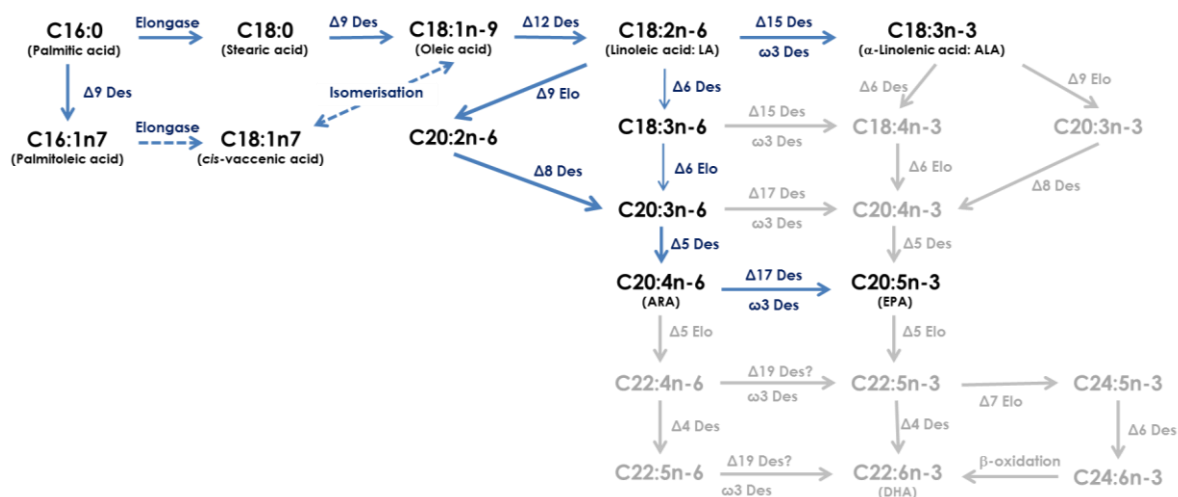 C16:0 Elongase C18:0 Δ9 Des C18:1n-9 Δ12 Des C18:2n-6 Δ15 Des C18:3n-3
(Palmitic acid) (Stearic acid) (Oleic acid) (Linoleic acid: LA) ω3 Des (α-Linolenic acid: ALA)
Δ9 Des Isomerisation Δ9 Elo Δ6 Des Δ6 Des Δ9 Elo
C16:1n7 Elongase C18:1n7 C20:2n-6 C18:3n-6 Δ15 Des C18:4n-3 C20:3n-3
(Palmitoleic acid) (cis-vaccenic acid) ω3 Des
Δ8 Des Δ6 Elo Δ6 Elo Δ8 Des
C20:3n-6 Δ17 Des C20:4n-3
ω3 Des
Δ5 Des Δ5 Des
C20:4n-6 Δ17 Des C20:5n-3
(ARA) ω3 Des (EPA)
Δ5 Elo Δ5 Elo
C22:4n-6 Δ19 Des? C22:5n-3 Δ7 Elo C24:5n-3
ω3 Des
Δ4 Des Δ4 Des Δ6 Des
C22:5n-6 Δ19 Des? C22:6n-3 β-oxidation C24:6n-3
ω3 Des (DHA)